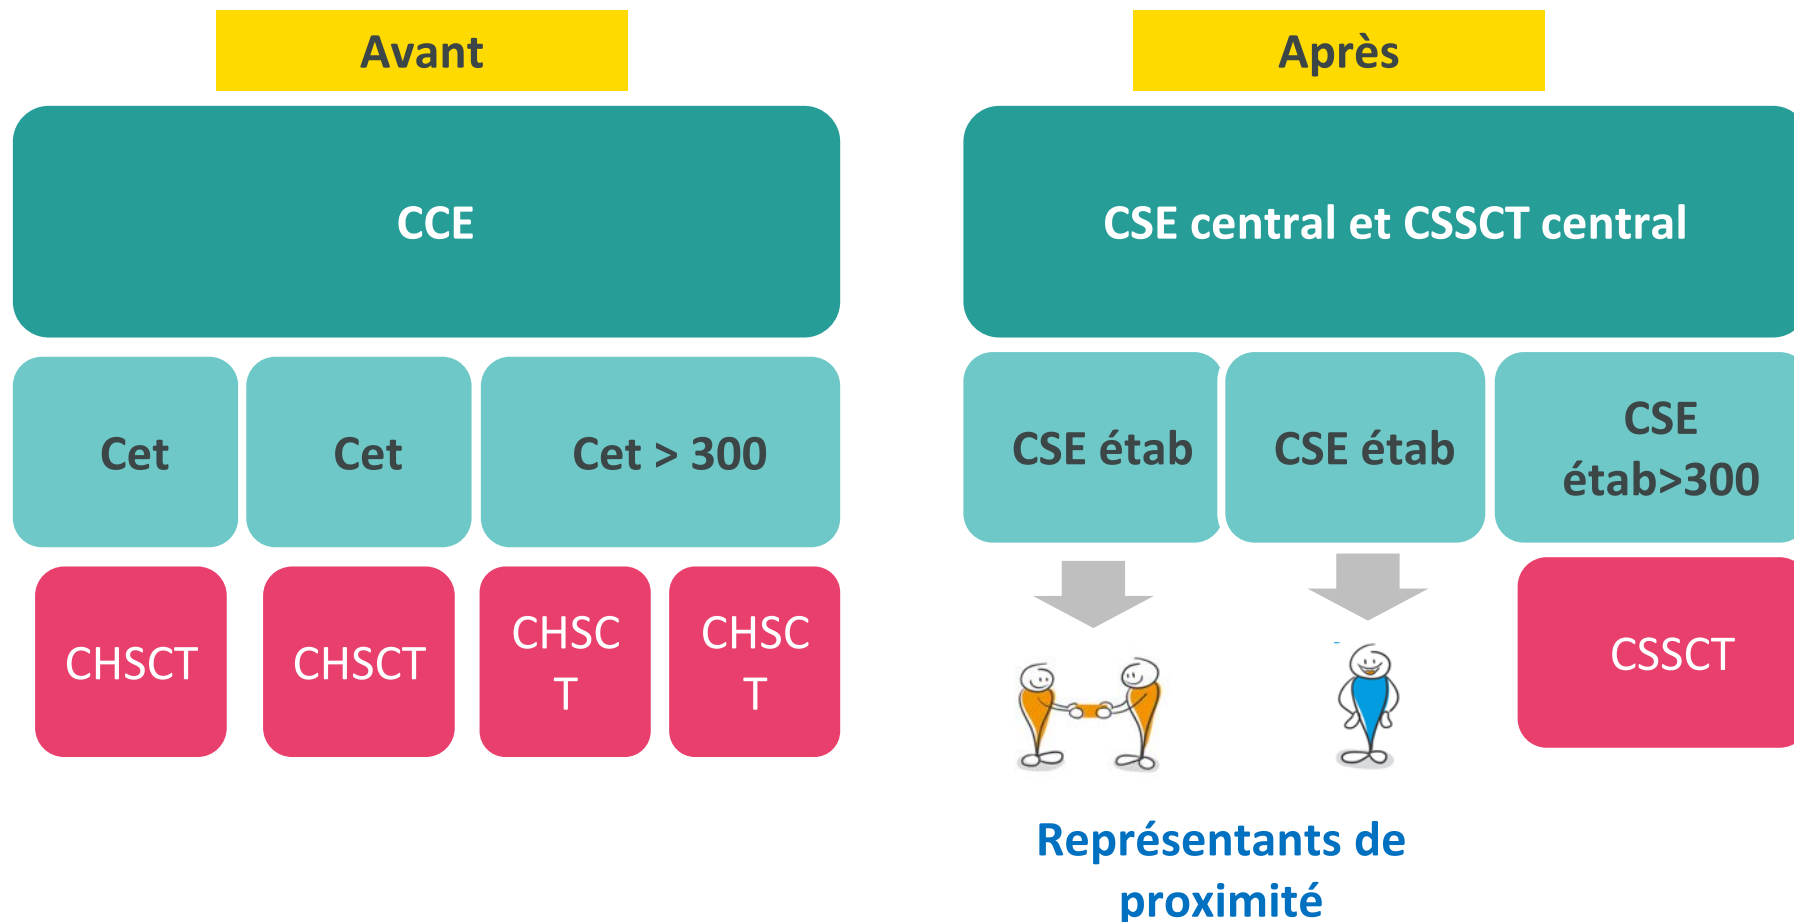 Avant
CCE
Cet
Cet
Cet > 300
CHSCT
CHSCT
CHSC
T
CHSC
T
Après
CSE central et CSSCT central
CSE étab
CSE étab
CSE
étab>300
CSSCT
Représentants de
proximité